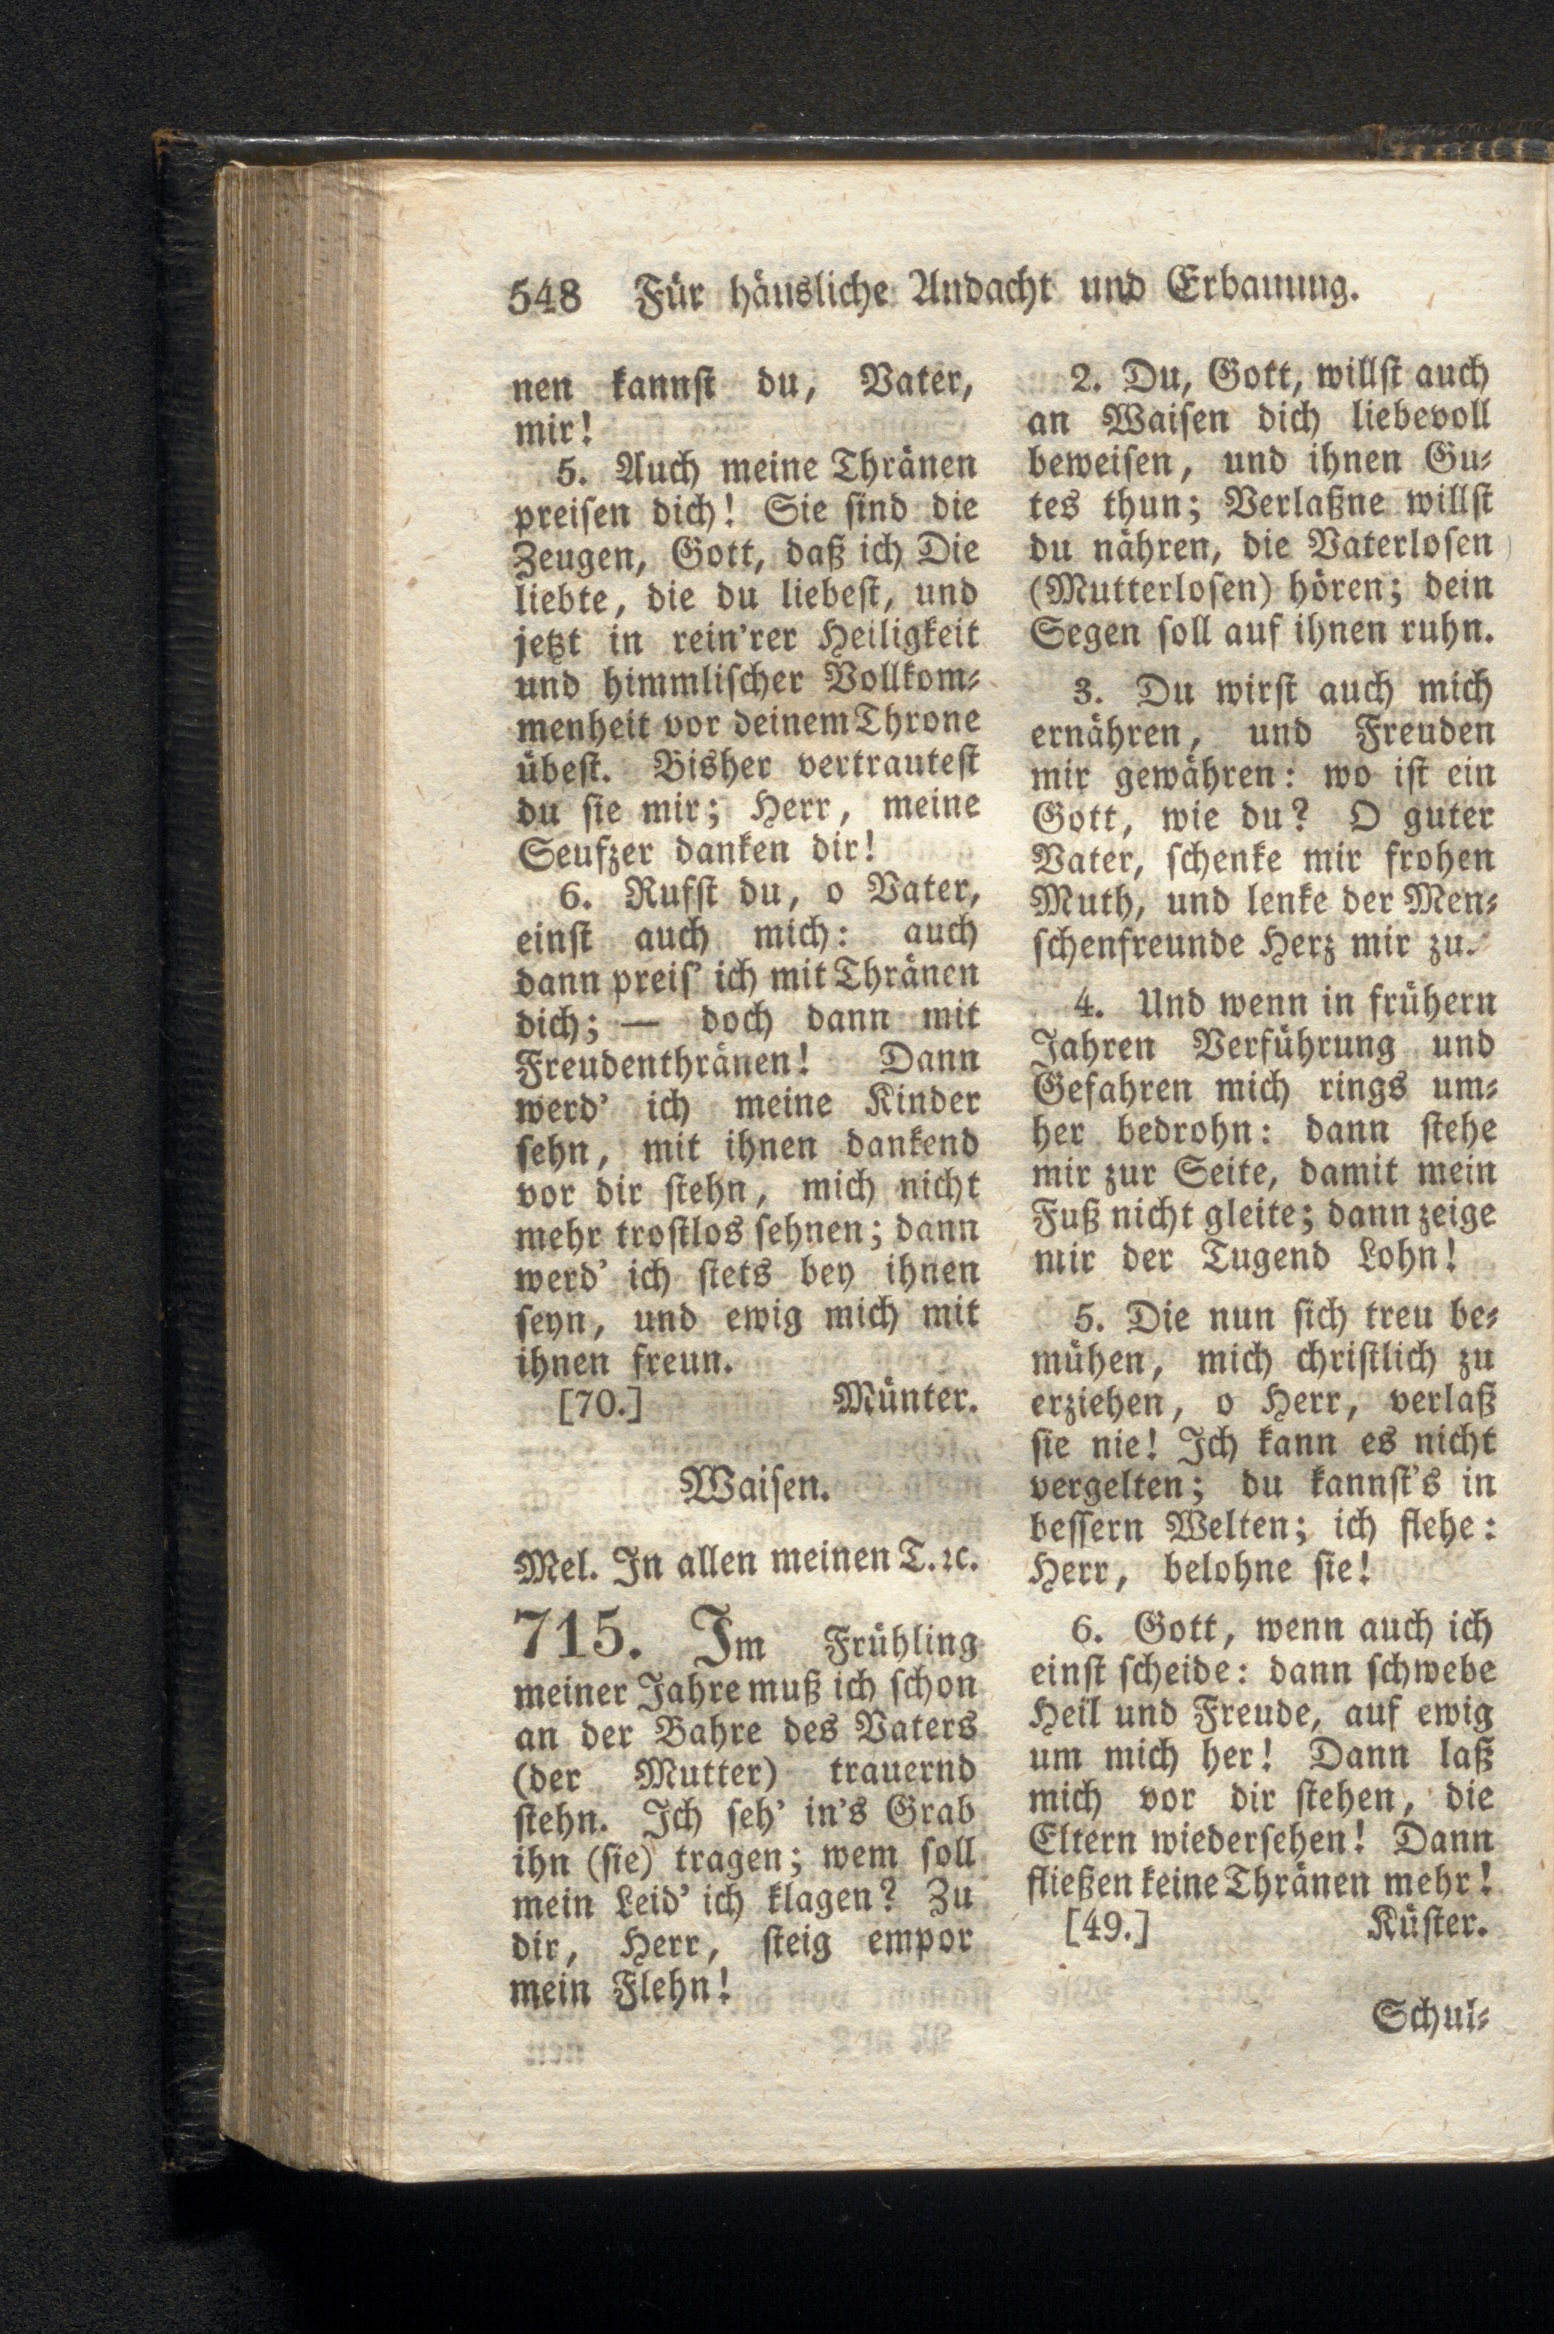 548 Für häusliche Andacht und Erbauung.
nen kannſt du, Vater,
mir!
5. Auch meine Thränen
preiſen dich! Sie ſind die
Zeugen, Gott, daß ich Die
liebte, die du liebeſt, und
jetzt in rein'rer Heiligkeit
und himmliſcher Vollkom⸗
menheit vor deinem Throne
übeſt. Bisher vertrauteſt
du ſie mir; Herr, meine
Seufzer danken dir!
6. Rufſt du, o Vater,
einſt auch mich: auch
dann preiſ' ich mit Thränen
dich; — doch dann mit
Freudenthränen! Dann
werd' ich meine Kinder
ſehn, mit ihnen dankend
vor dir ſtehn, mich nicht
mehr troſtlos ſehnen; dann
werd' ich ſtets bey ihnen
ſeyn, und ewig mich mit
ihnen freun.
[70.] Münter.
Waiſen.
Mel. In allen meinen T. ꝛc.
715. Im Frühling
meiner Jahre muß ich ſchon
an der Bahre des Vaters
(der Mutter) trauernd
ſtehn. Ich ſeh' in's Grab
ihn (ſie) tragen; wem ſoll
mein Leid' ich klagen? Zu
dir, Herr, ſteig empor
mein Flehn!
2. Du, Gott, willſt auch
an Waiſen dich liebevoll
beweiſen, und ihnen Gu⸗
tes thun; Verlaßne willſt
du nähren, die Vaterloſen
(Mutterloſen) hören; dein
Segen ſoll auf ihnen ruhn.
3. Du wirſt auch mich
ernähren, und Freuden
mir gewähren: wo iſt ein
Gott, wie du? O guter
Vater, ſchenke mir frohen
Muth, und lenke der Men⸗
ſchenfreunde Herz mir zu.
4. Und wenn in frühern
Jahren Verführung und
Gefahren mich rings um⸗
her bedrohn: dann ſtehe
mir zur Seite, damit mein
Fuß nicht gleite; dann zeige
mir der Tugend Lohn!
5. Die nun ſich treu be⸗
mühen, mich chriſtlich zu
erziehen, o Herr, verlaß
ſie nie! Ich kann es nicht
vergelten; du kannſt's in
beſſern Welten; ich flehe:
Herr, belohne ſie!
6. Gott, wenn auch ich
einſt ſcheide: dann ſchwebe
Heil und Freude, auf ewig
um mich her! Dann laß
mich vor dir ſtehen, die
Eltern wiederſehen! Dann
fließen keine Thränen mehr!
[49.] Küſter.
Schul⸗